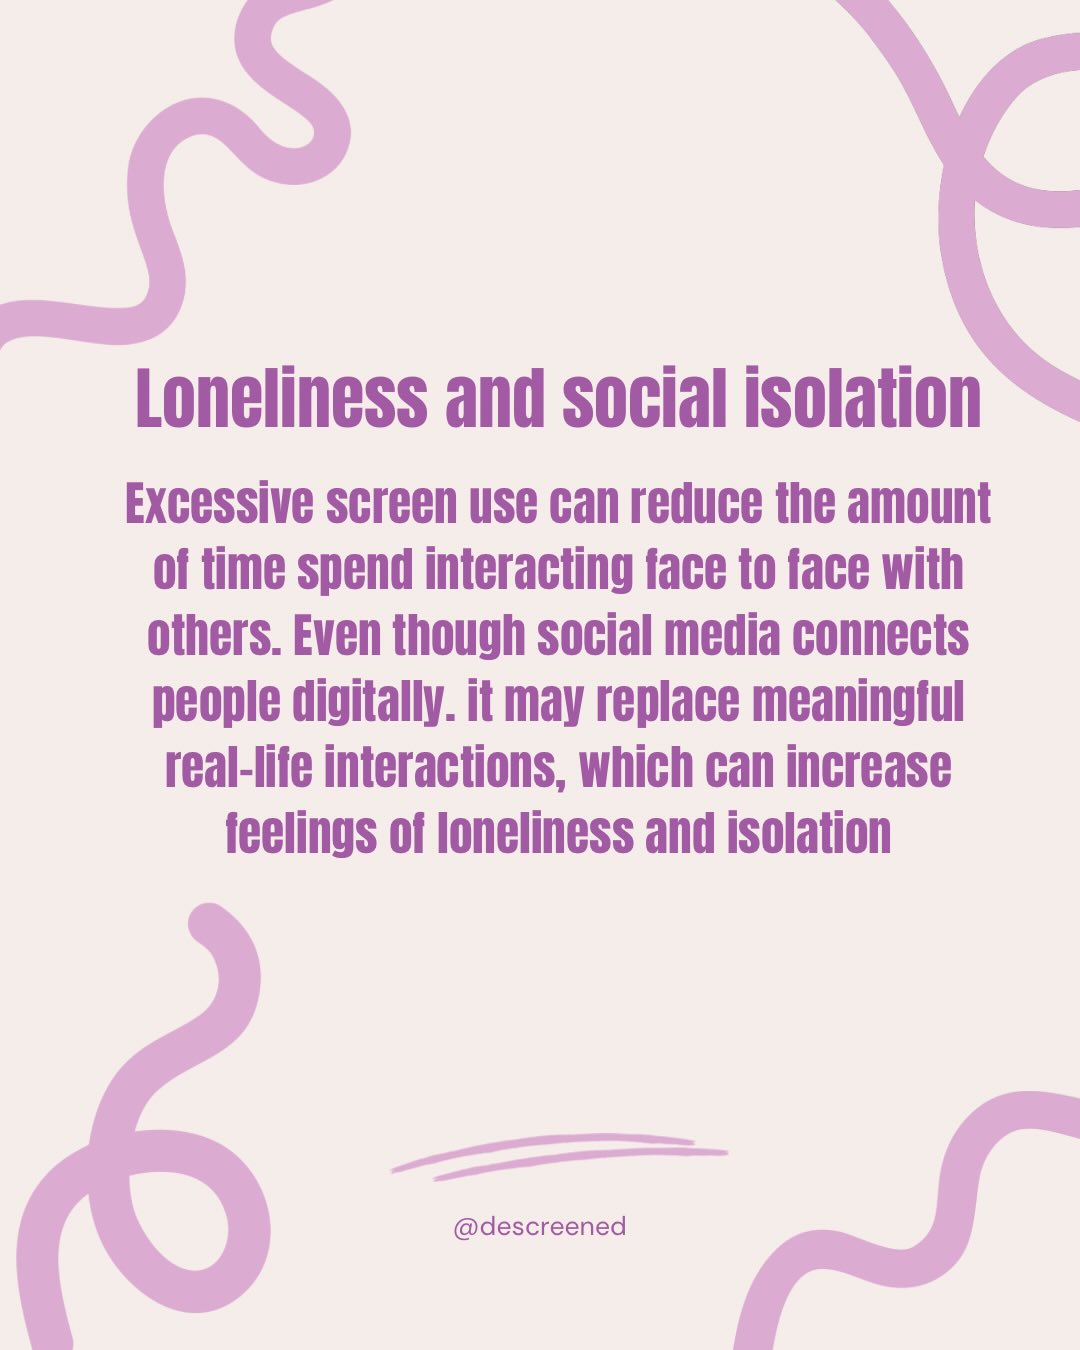 Loneliness and social isolation
Excessive screen use can reduce the amount
of time spend interacting face to face with
others. Even though social media connects
people digitally. it may replace meaningful
real-life interactions, which can increase
feelings of loneliness and isolation
@descreened